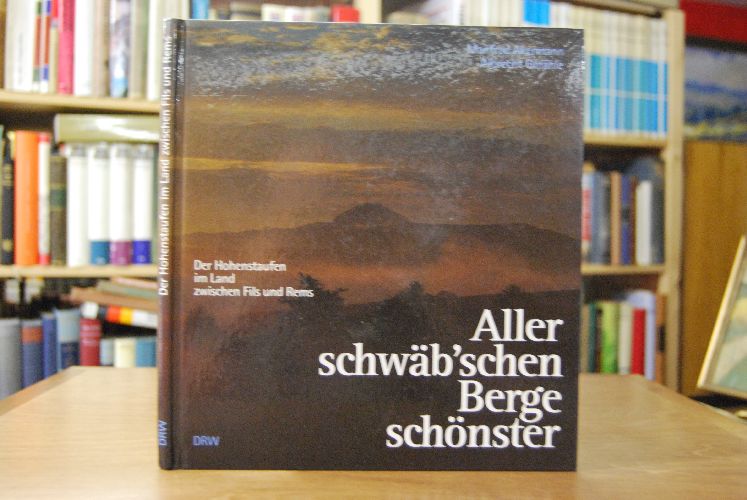 Der Hohenstaufen im Land zwischen Fils und Rems
DRW
Der Hohenstaufen
im Land
zwischen Fils und Rems
Aller
schwäb'schen
Berge
schönster
DRW